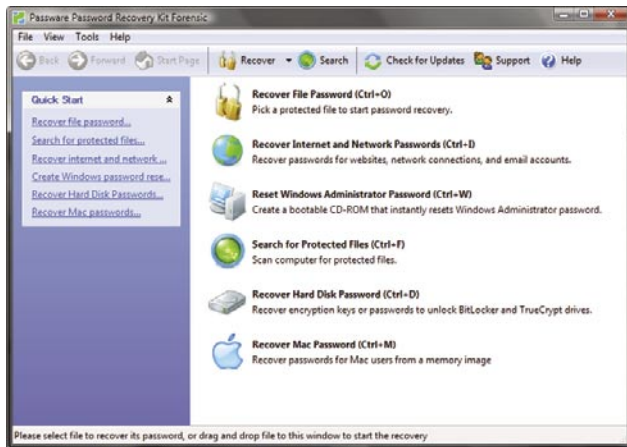 Passware Password Recovery Kit Forensic
File View Tools Help
Back Forward Start Page Recover Search Check for Updates Support Help
Quick Start
Recover file password...
Search for protected files...
Recover internet and network ...
Create Windows password rese...
Recover Hard Disk Passwords...
Recover Mac passwords...
Recover File Password (Ctrl+O)
Pick a protected file to start password recovery.
Recover Internet and Network Passwords (Ctrl+I)
Recover passwords for websites, network connections, and email accounts.
Reset Windows Administrator Password (Ctrl+W)
Create a bootable CD-ROM that instantly resets Windows Administrator password.
Search for Protected Files (Ctrl+F)
Scan computer for protected files.
Recover Hard Disk Password (Ctrl+D)
Recover encryption keys or passwords to unlock BitLocker and TrueCrypt drives.
Recover Mac Password (Ctrl+M)
Recover passwords for Mac users from a memory image
Please select file to recover its password, or drag and drop file to this window to start the recovery